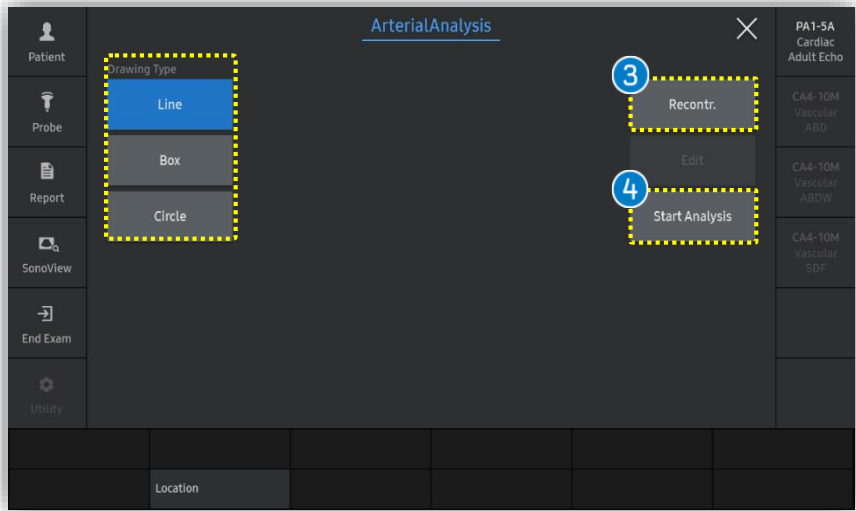 Patient
Probe
Report
SonoView
End Exam
Utility
ArterialAnalysis
Drawing Type
Line
Box
Circle
3
Recontr.
Edit
4
Start Analysis
PA1-5A
Cardiac
Adult Echo
CA4-10M
Vascular
ABD
CA4-10M
Vascular
ABDW
CA4-10M
Vascular
SDF
Location